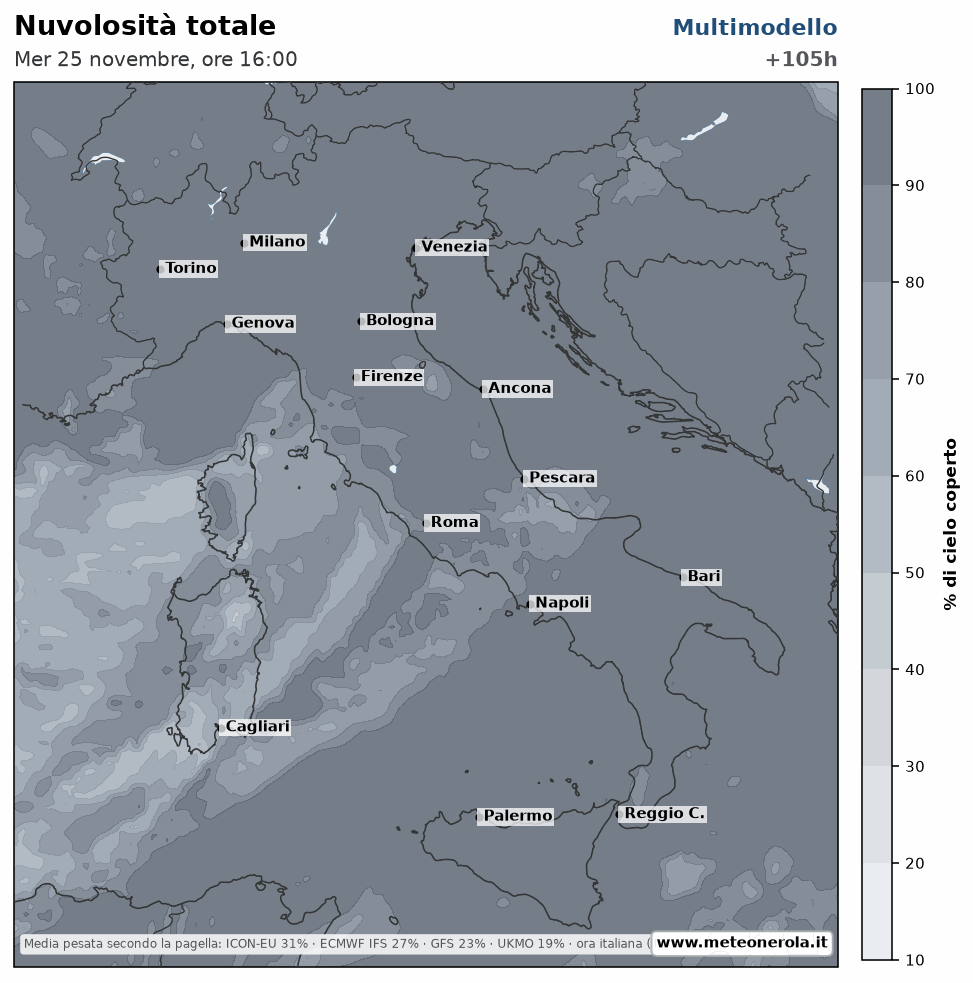 Nuvolosità totale
Multimodello
Mer 25 novembre, ore 16:00
+105h
100
90
80
70
60
50
40
30
20
10
% di cielo coperto
Milano
Venezia
Torino
Genova
Bologna
Firenze
Ancona
Pescara
Roma
Bari
Napoli
Cagliari
Palermo
Reggio C.
Media pesata secondo la pagella: ICON-EU 31% · ECMWF IFS 27% · GFS 23% · UKMO 19% · ora italiana (
www.meteonerola.it